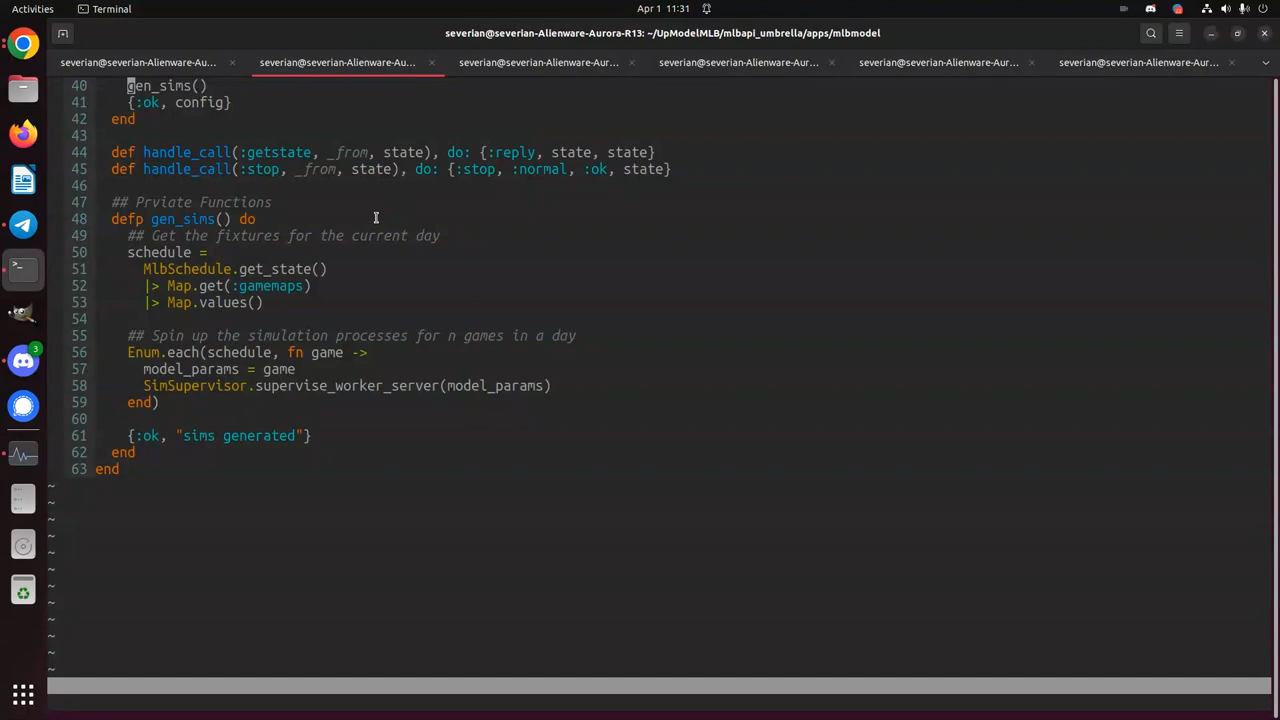 Activities
Terminal
Apr 1 11:31
severian@severian-Alienware-Aurora-R13: ~/UpModelMLB/mlbapi_umbrella/apps/mlbmodel
severian@severian-Alienware-Au... × severian@severian-Alienware-Au... × severian@severian-Alienware-Aur... × severian@severian-Alienware-Aur... × severian@severian-Alienware-Aur... × severian@severian-Alienware-Aur... ×
40 gen_sims()
41 {:ok, config}
42 end
43
44 def handle_call(:getstate, _from, state), do: {:reply, state, state}
45 def handle_call(:stop, _from, state), do: {:stop, :normal, :ok, state}
46
47 ## Prviate Functions
48 defp gen_sims() do
49 ## Get the fixtures for the current day
50 schedule =
51 MlbSchedule.get_state()
52 |> Map.get(:gamemaps)
53 |> Map.values()
54
55 ## Spin up the simulation processes for n games in a day
56 Enum.each(schedule, fn game ->
57 model_params = game
58 SimSupervisor.supervise_worker_server(model_params)
59 end)
60
61 {:ok, "sims generated"}
62 end
63 end
~
~
~
~
~
~
~
~
~
~
~
~
3